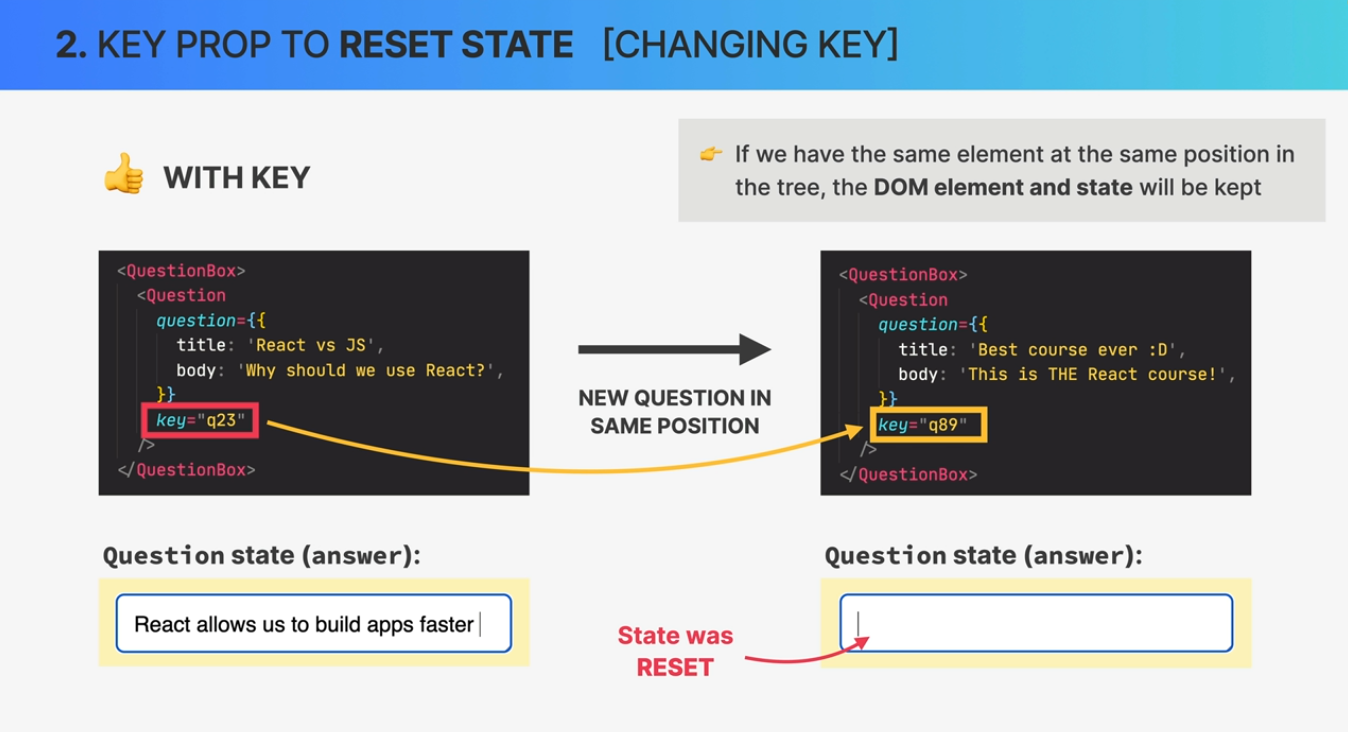 2. KEY PROP TO RESET STATE [CHANGING KEY]
👍 WITH KEY
👉 If we have the same element at the same position in
the tree, the DOM element and state will be kept
<QuestionBox>
<Question
question={{
title: 'React vs JS',
body: 'Why should we use React?',
}}
key="q23"
/>
</QuestionBox>
NEW QUESTION IN
SAME POSITION
<QuestionBox>
<Question
question={{
title: 'Best course ever :D',
body: 'This is THE React course!',
}}
key="q89"
/>
</QuestionBox>
Question state (answer):
React allows us to build apps faster
State was
RESET
Question state (answer):